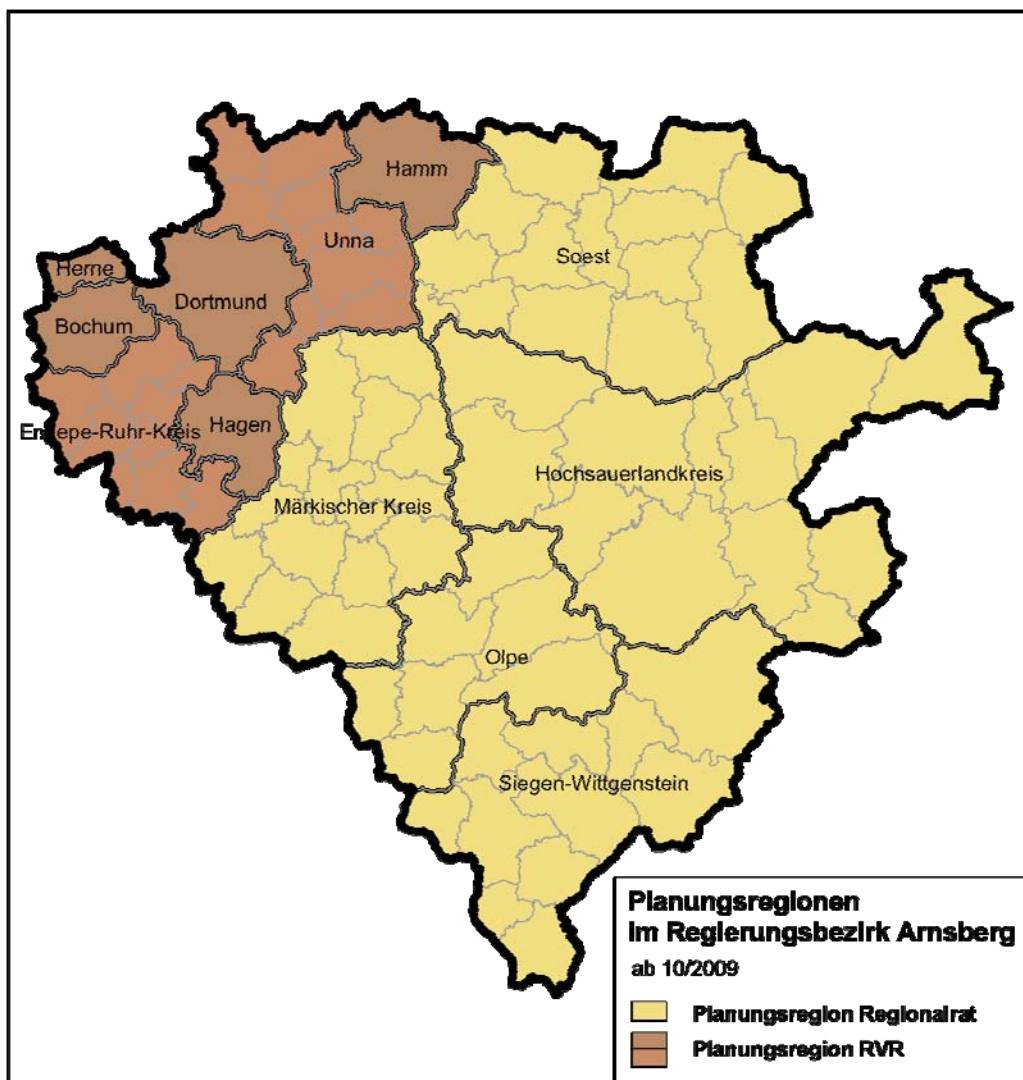 Hamm
Unna
Soest
Herne
Dortmund
Bochum
Ennepe-Ruhr-Kreis
Hagen
Hochsauerlandkreis
Märkischer Kreis
Olpe
Siegen-Wittgenstein
Planungsregionen
im Regierungsbezirk Arnsberg
ab 10/2009
Planungsregion Regionalrat
Planungsregion RVR